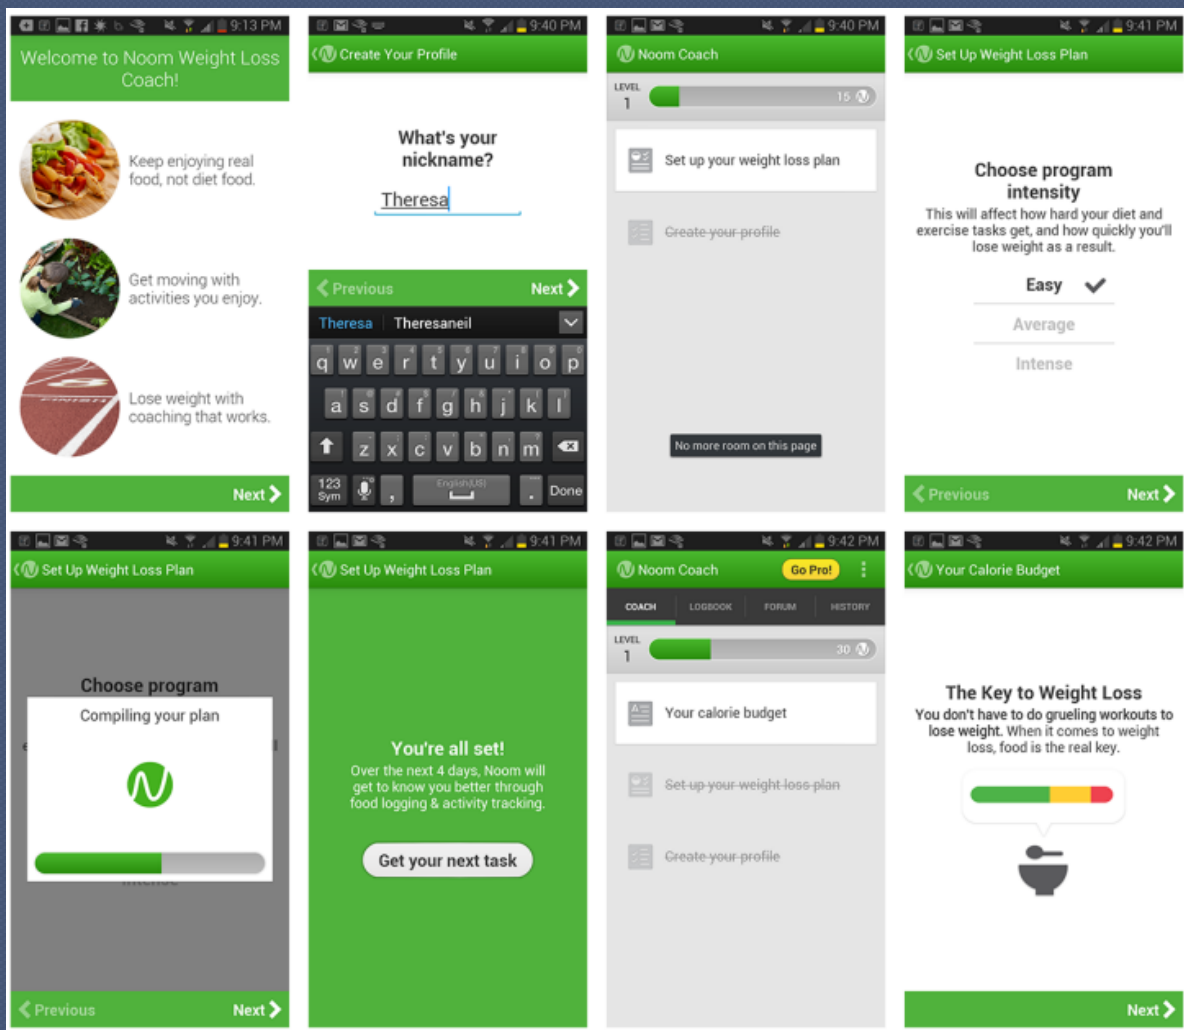 9:13 PM
Welcome to Noom Weight Loss
Coach!
Keep enjoying real
food, not diet food.
Get moving with
activities you enjoy.
FINISH
Lose weight with
coaching that works.
Next
9:40 PM
Create Your Profile
What's your
nickname?
Theresa
Previous
Next
Theresa
Theresaneil
q w e r t y u i o p
a s d f g h j k l
z x c v b n m
123
Sym
,
English(US)
.
Done
9:40 PM
Noom Coach
LEVEL
1
15
Set up your weight loss plan
Create your profile
No more room on this page
9:41 PM
Set Up Weight Loss Plan
Choose program
intensity
This will affect how hard your diet and
exercise tasks get, and how quickly you'll
lose weight as a result.
Easy
Average
Intense
Previous
Next
9:41 PM
Set Up Weight Loss Plan
Choose program
Compiling your plan
Previous
Next
9:41 PM
Set Up Weight Loss Plan
You're all set!
Over the next 4 days, Noom will
get to know you better through
food logging & activity tracking.
Get your next task
9:42 PM
Noom Coach
Go Pro!
COACH
LOGBOOK
FORUM
HISTORY
LEVEL
1
30
Your calorie budget
Set up your weight loss plan
Create your profile
9:42 PM
Your Calorie Budget
The Key to Weight Loss
You don't have to do grueling workouts to
lose weight. When it comes to weight
loss, food is the real key.
Next